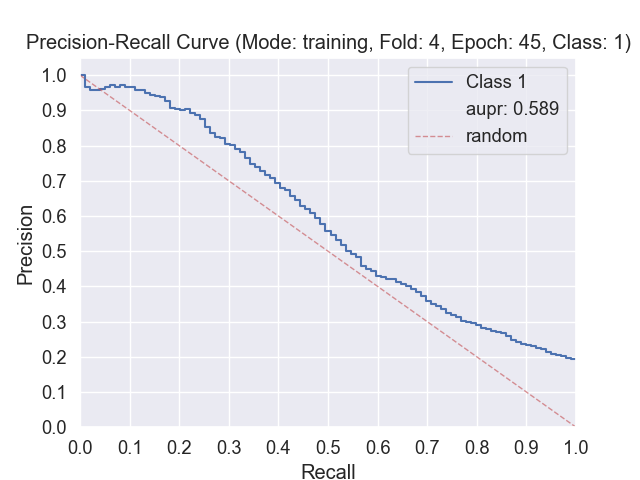 Precision-Recall Curve (Mode: training, Fold: 4, Epoch: 45, Class: 1)
1.0
0.9
0.8
0.7
0.6
0.5
0.4
0.3
0.2
0.1
0.0
Precision
Class 1
aupr: 0.589
random
0.0 0.1 0.2 0.3 0.4 0.5 0.6 0.7 0.8 0.9 1.0
Recall